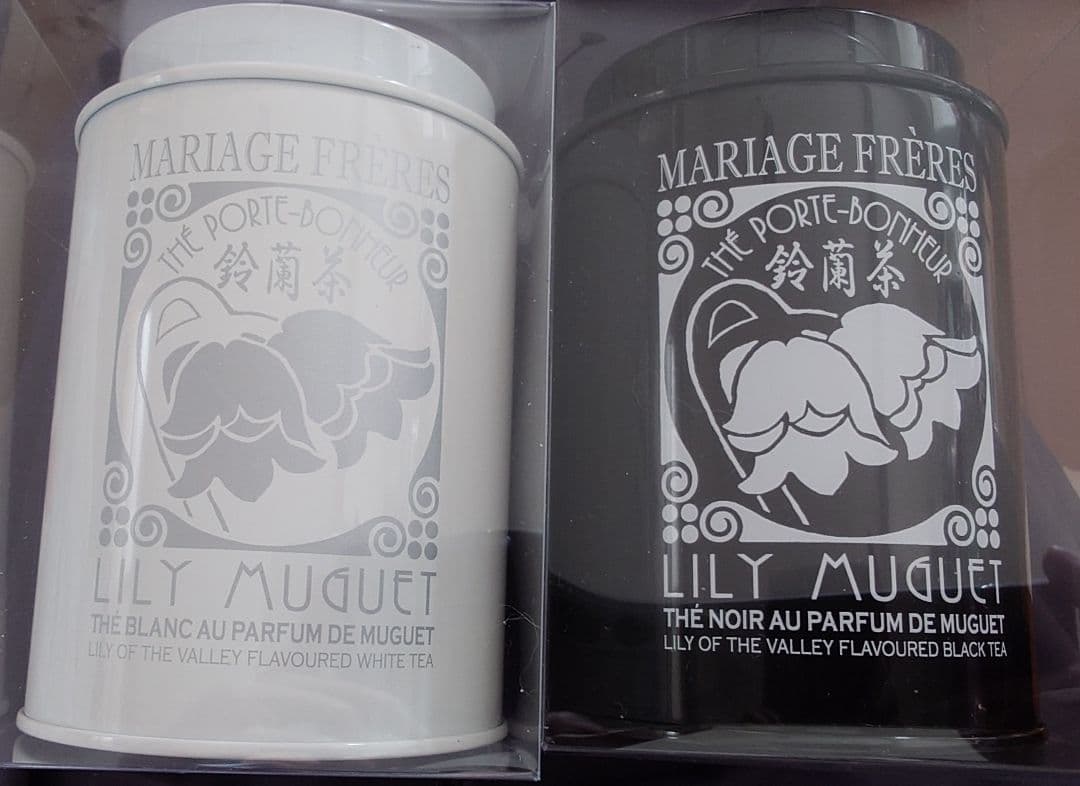 MARIAGE FRÈRES
THÉ PORTE-BONHEUR
鈴蘭茶
LILY MUGUET
THÉ BLANC AU PARFUM DE MUGUET
LILY OF THE VALLEY FLAVOURED WHITE TEA
MARIAGE FRÈRES
THÉ PORTE-BONHEUR
鈴蘭茶
LILY MUGUET
THÉ NOIR AU PARFUM DE MUGUET
LILY OF THE VALLEY FLAVOURED BLACK TEA